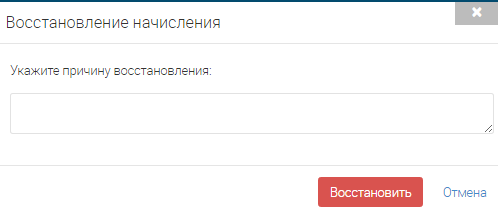 Восстановление начисления
Укажите причину восстановления:
Восстановить Отмена